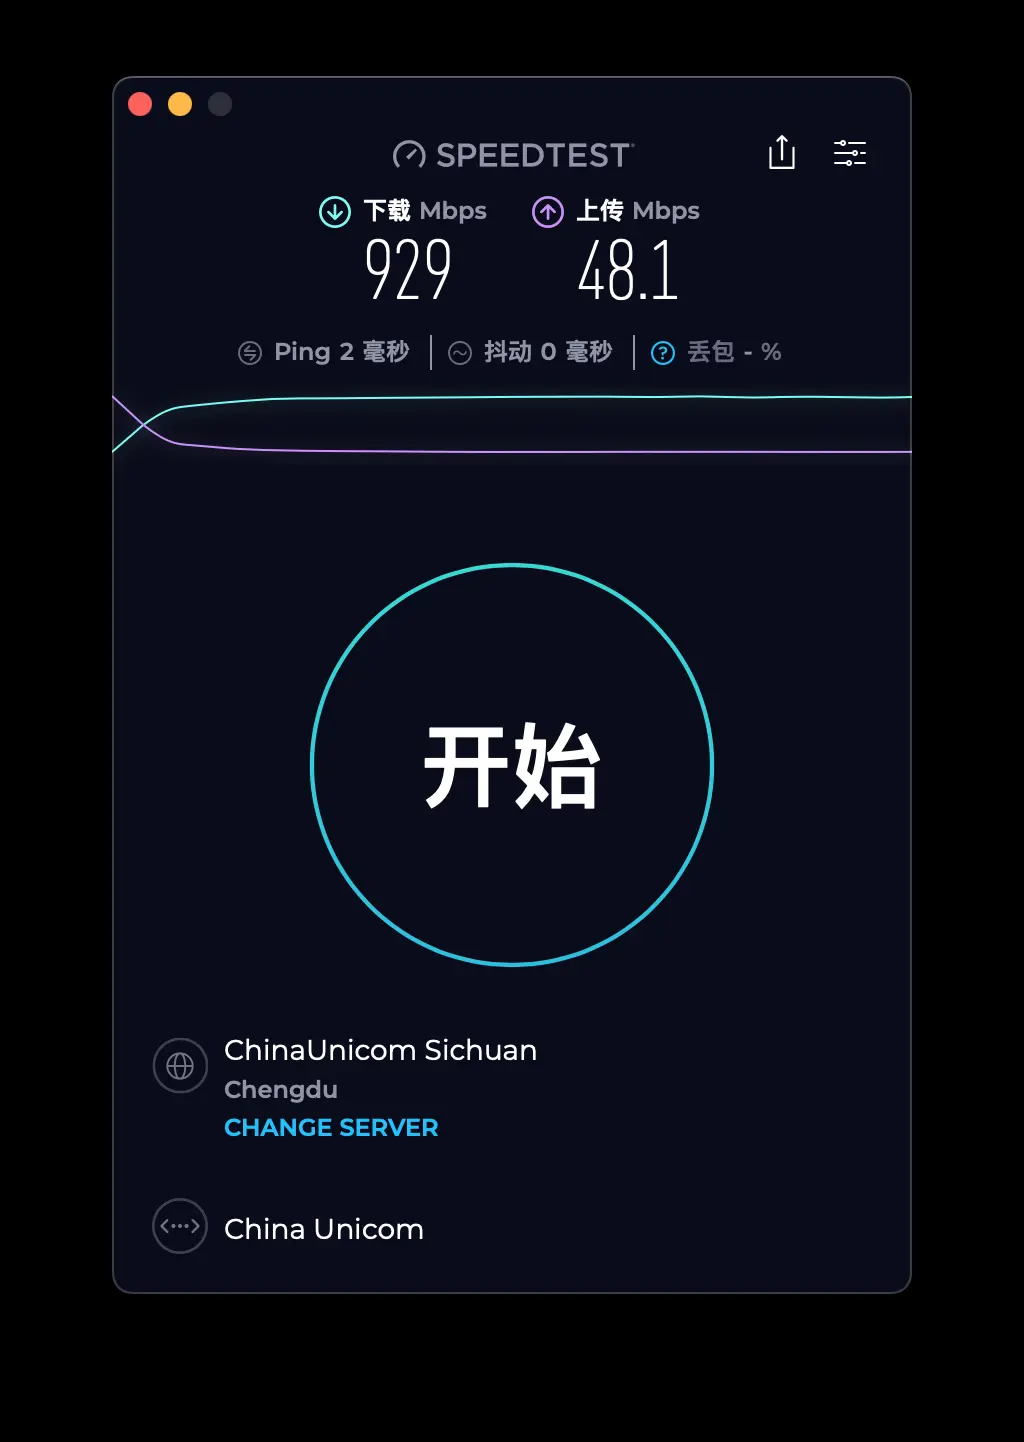 SPEEDTEST
下载 Mbps 上传 Mbps
929 48.1
Ping 2 毫秒 抖动 0 毫秒 ? 丢包 - %
开始
ChinaUnicom Sichuan
Chengdu
CHANGE SERVER
China Unicom